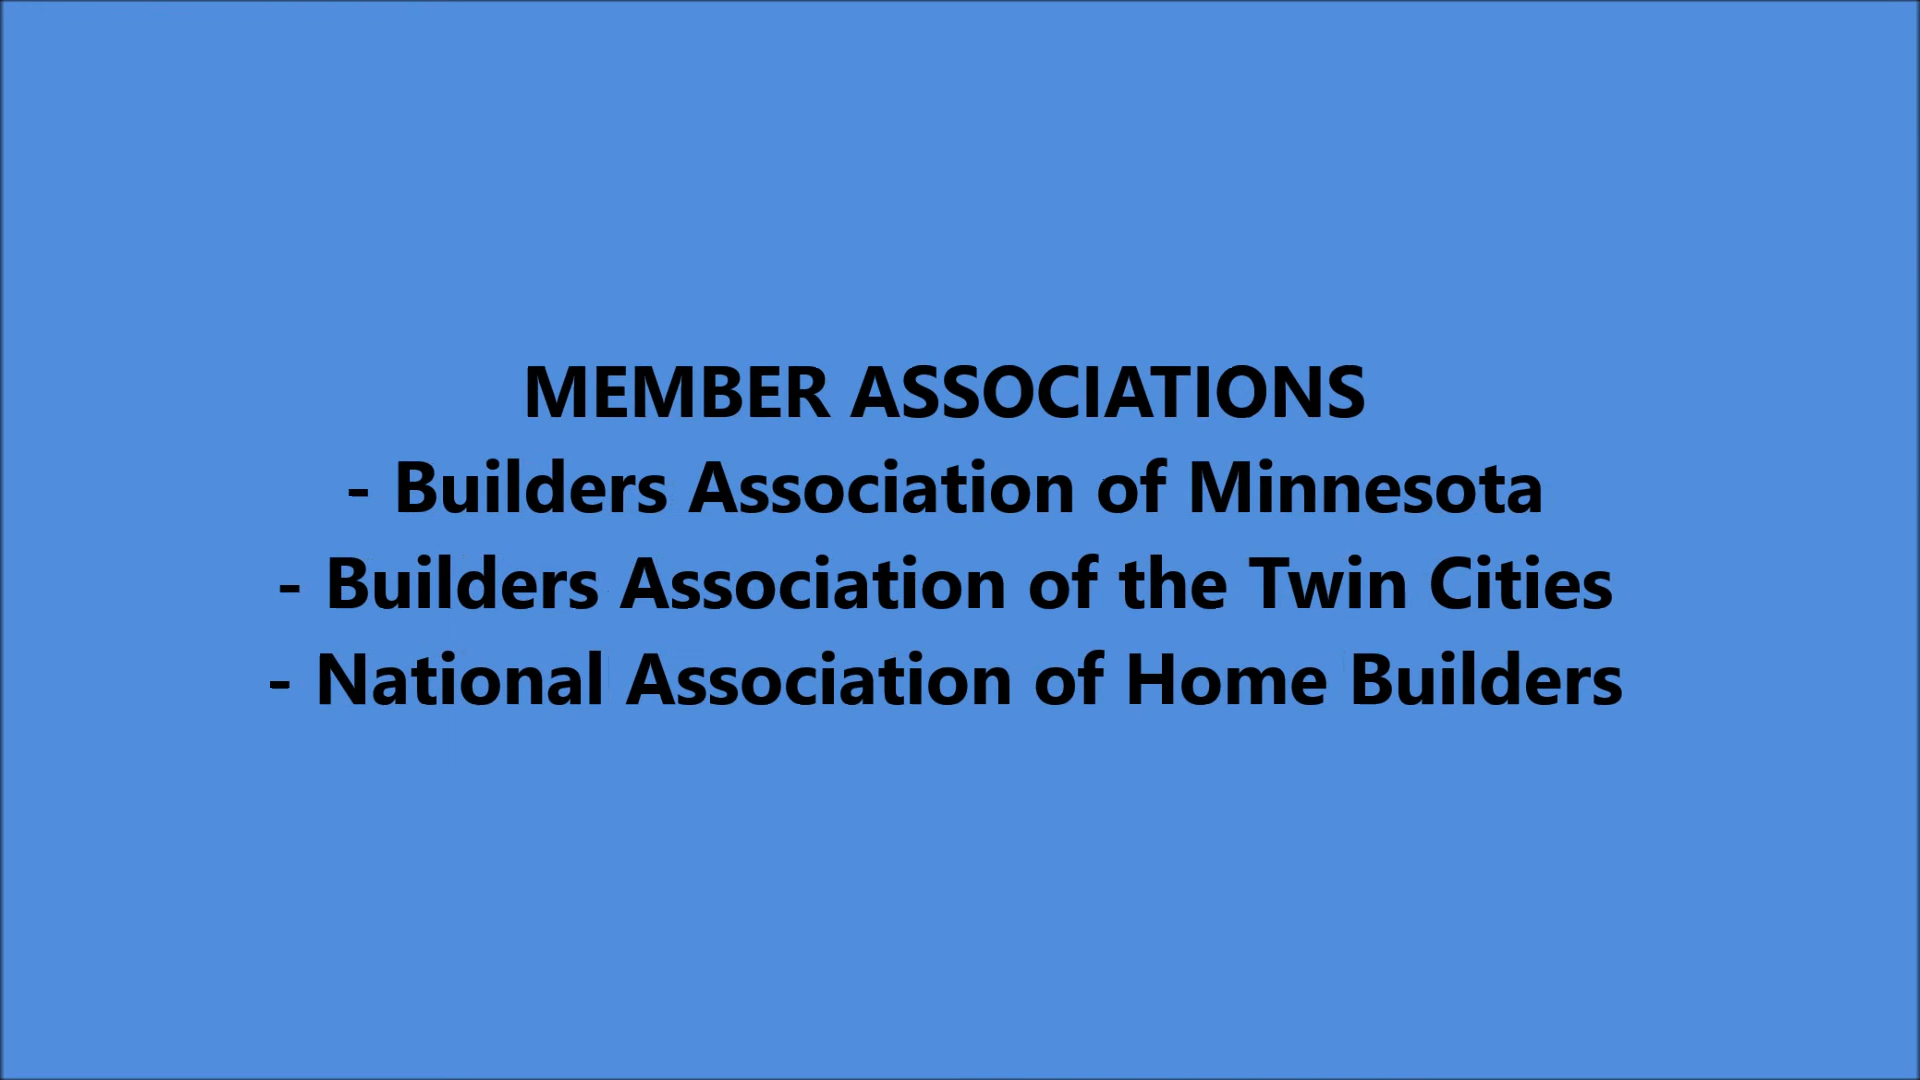 MEMBER ASSOCIATIONS
- Builders Association of Minnesota
- Builders Association of the Twin Cities
- National Association of Home Builders